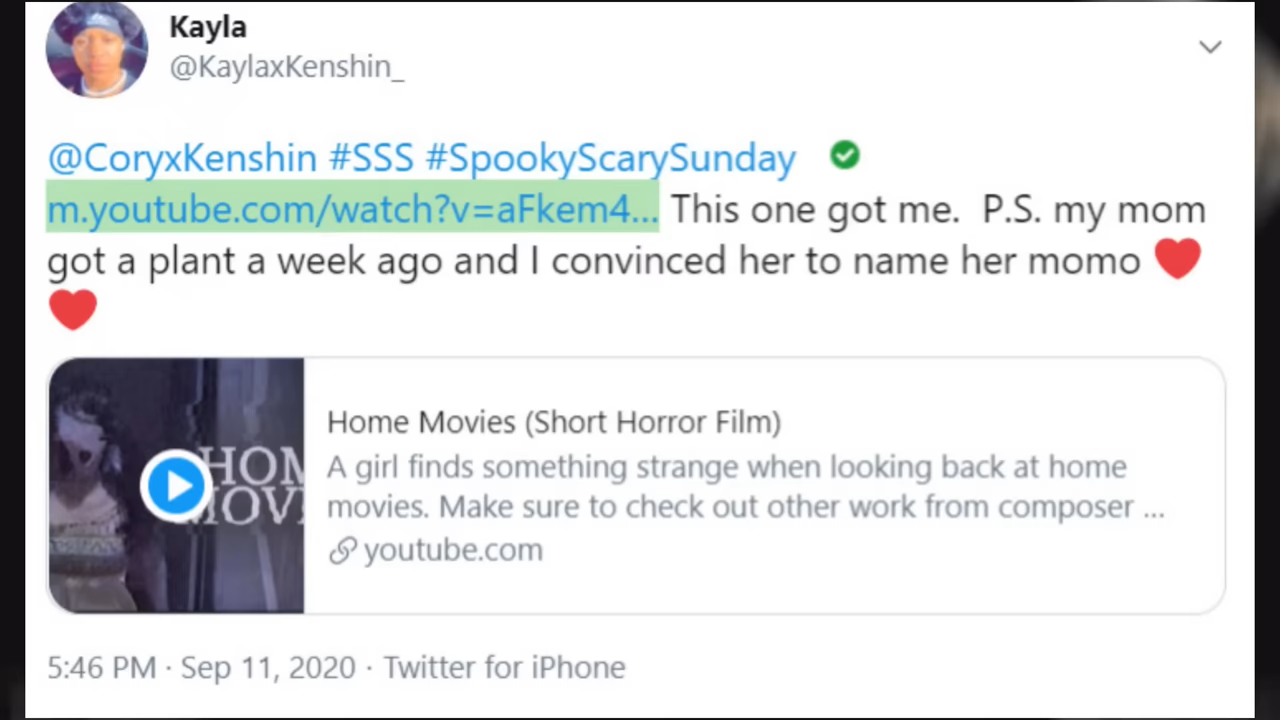 Kayla
@KaylaxKenshin_
@CoryxKenshin #SSS #SpookyScarySunday
m.youtube.com/watch?v=aFkem4... This one got me.  P.S. my mom
got a plant a week ago and I convinced her to name her momo ❤️
❤️
HOM
MOVI
Home Movies (Short Horror Film)
A girl finds something strange when looking back at home
movies. Make sure to check out other work from composer ...
youtube.com
5:46 PM · Sep 11, 2020 · Twitter for iPhone